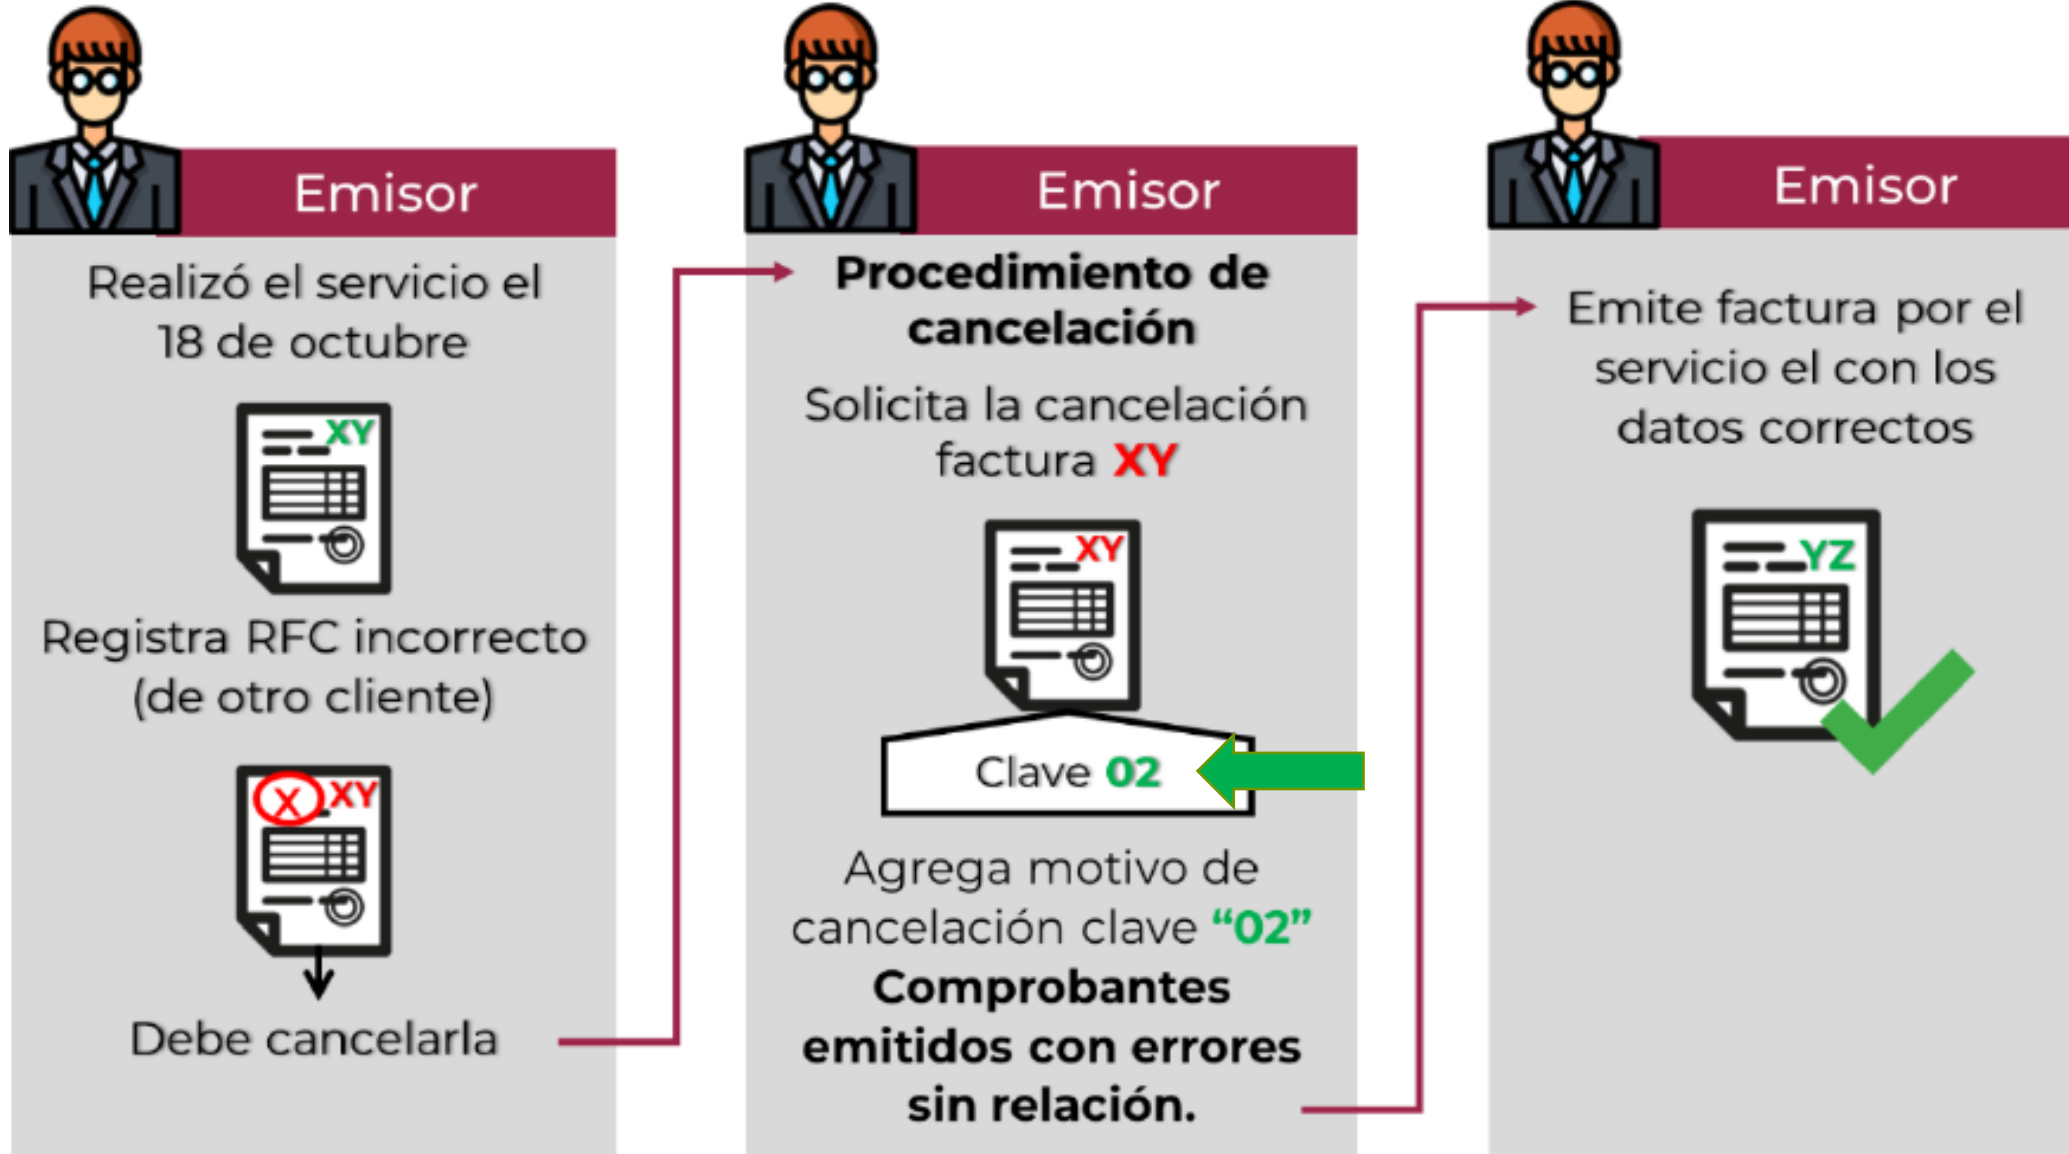 Emisor
Realizó el servicio el
18 de octubre
XY
Registra RFC incorrecto
(de otro cliente)
X XY
Debe cancelarla
Emisor
Procedimiento de
cancelación
Solicita la cancelación
factura XY
XY
Clave 02
Agrega motivo de
cancelación clave “02”
Comprobantes
emitidos con errores
sin relación.
Emisor
Emite factura por el
servicio el con los
datos correctos
YZ